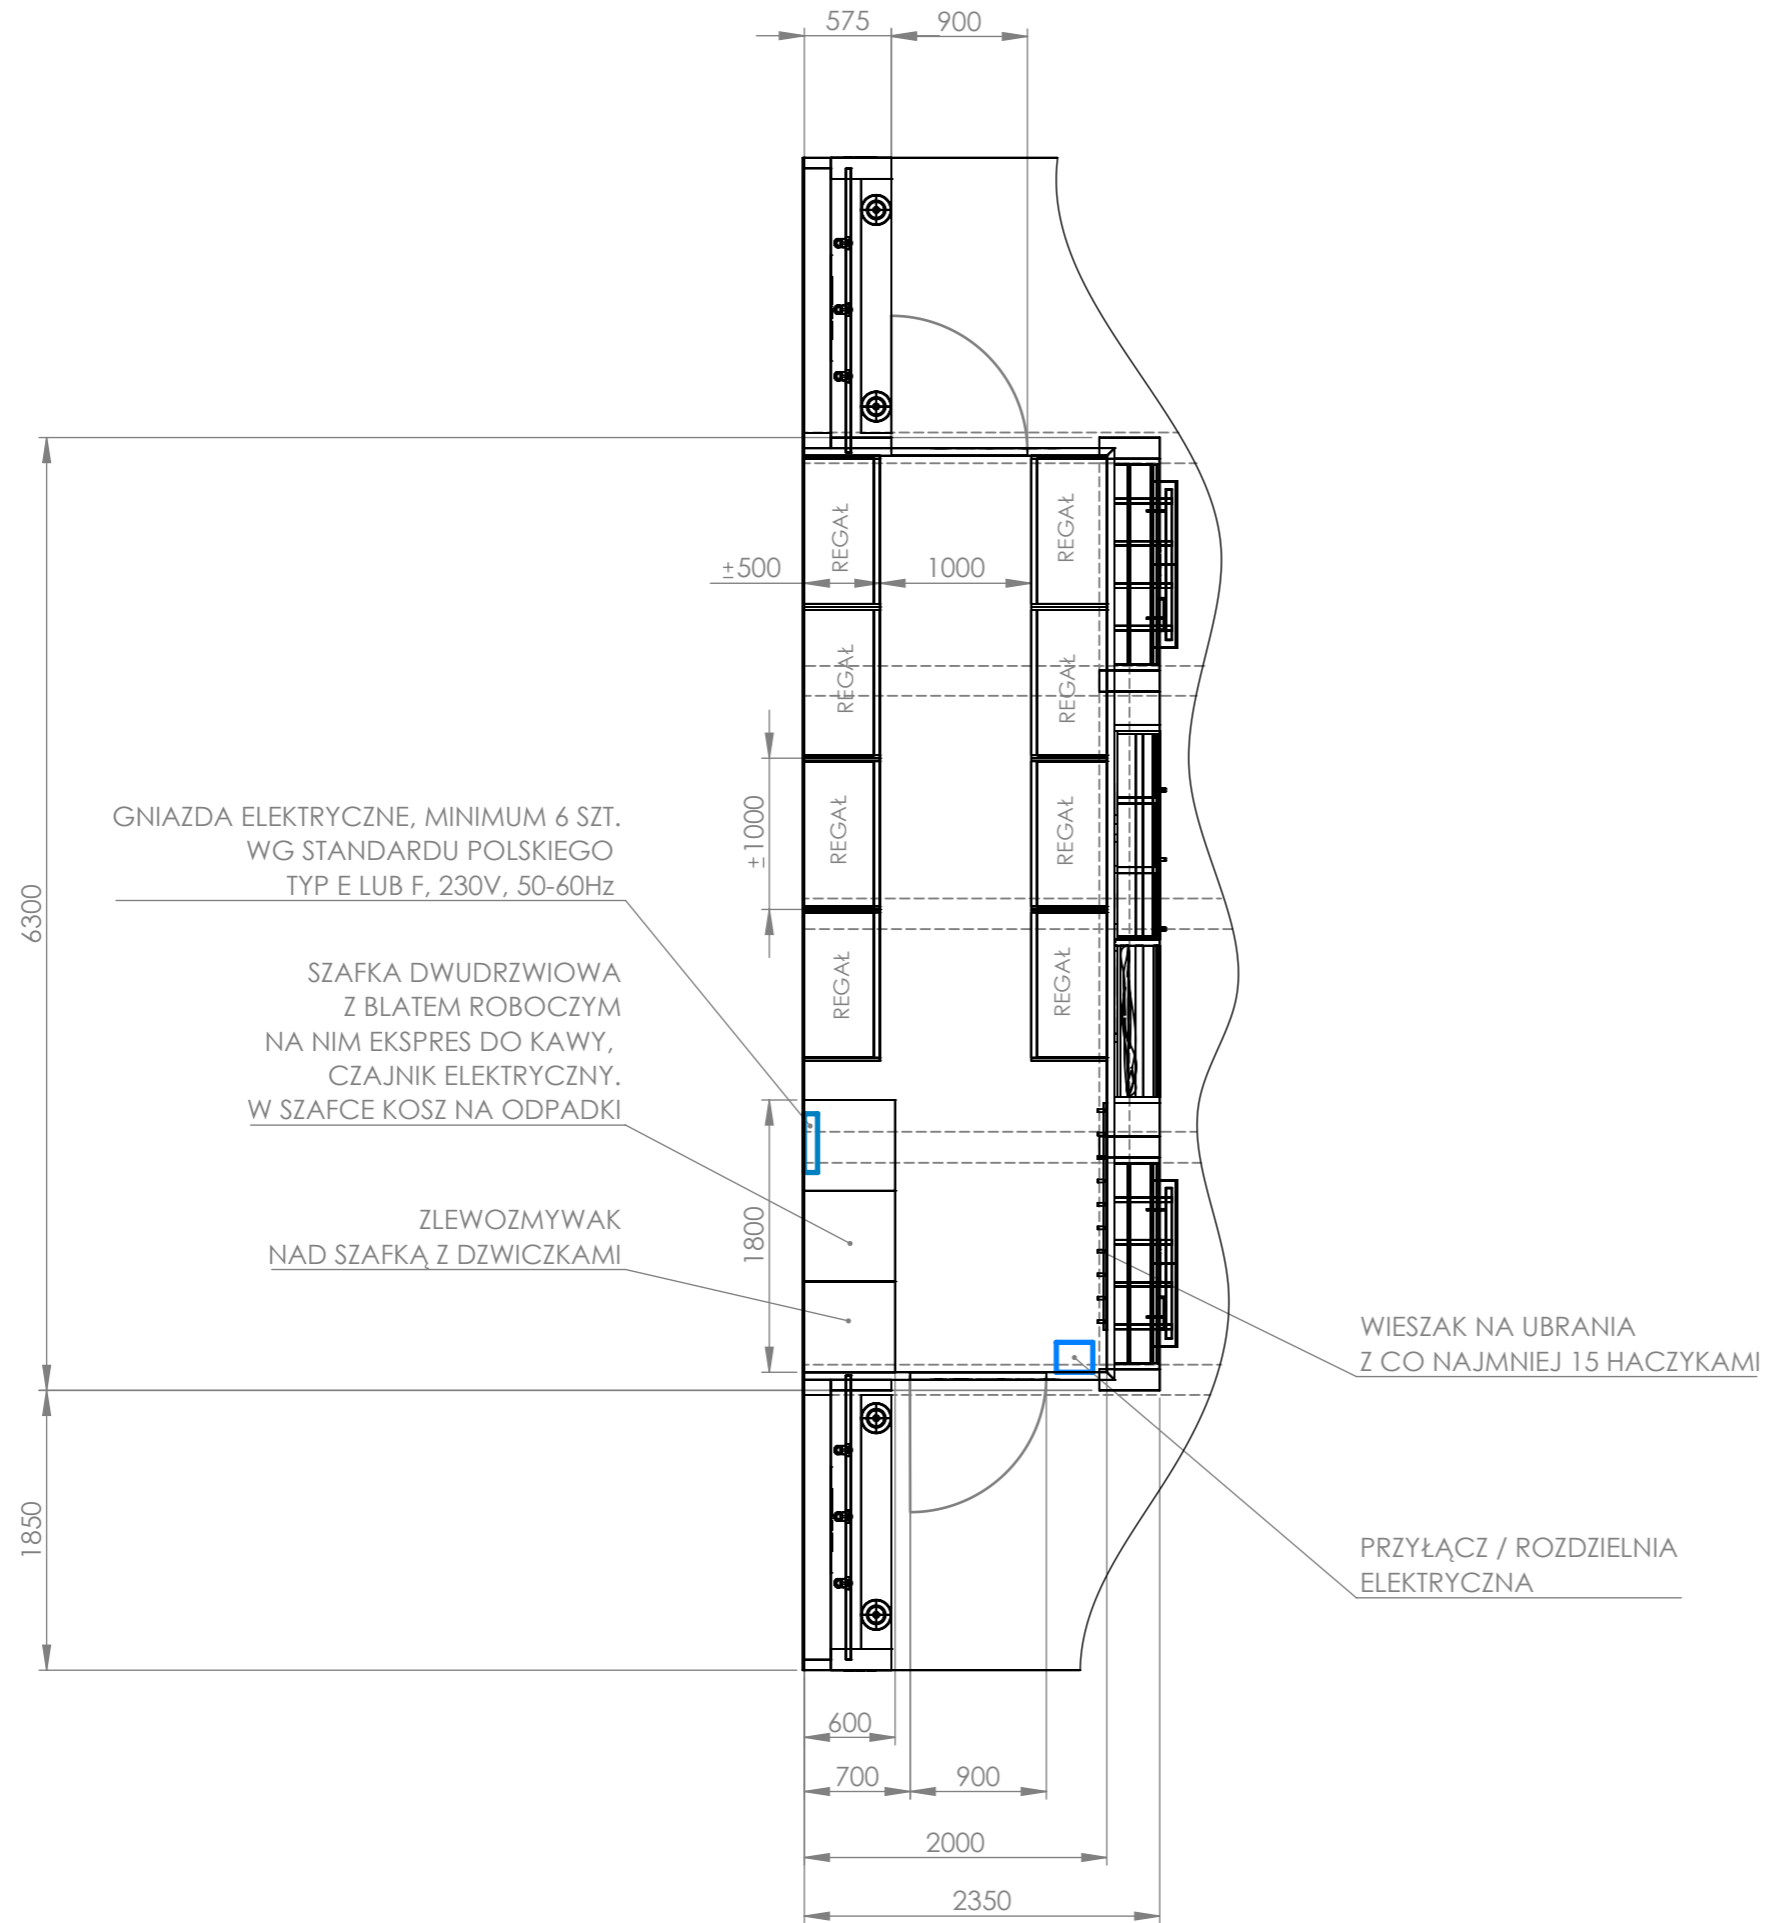 575
900
REGAŁ
REGAŁ
±500
1000
REGAŁ
REGAŁ
±1000
REGAŁ
REGAŁ
GNIAZDA ELEKTRYCZNE, MINIMUM 6 SZT.
WG STANDARDU POLSKIEGO
TYP E LUB F, 230V, 50-60Hz
6300
REGAŁ
REGAŁ
SZAFKA DWUDRZWIOWA
Z BLATEM ROBOCZYM
NA NIM EKSPRES DO KAWY,
CZAJNIK ELEKTRYCZNY.
W SZAFCE KOSZ NA ODPADKI
1800
ZLEWOZMYWAK
NAD SZAFKĄ Z DZWICZKAMI
WIESZAK NA UBRANIA
Z CO NAJMNIEJ 15 HACZYKAMI
1850
PRZYŁĄCZ / ROZDZIELNIA
ELEKTRYCZNA
600
700
900
2000
2350